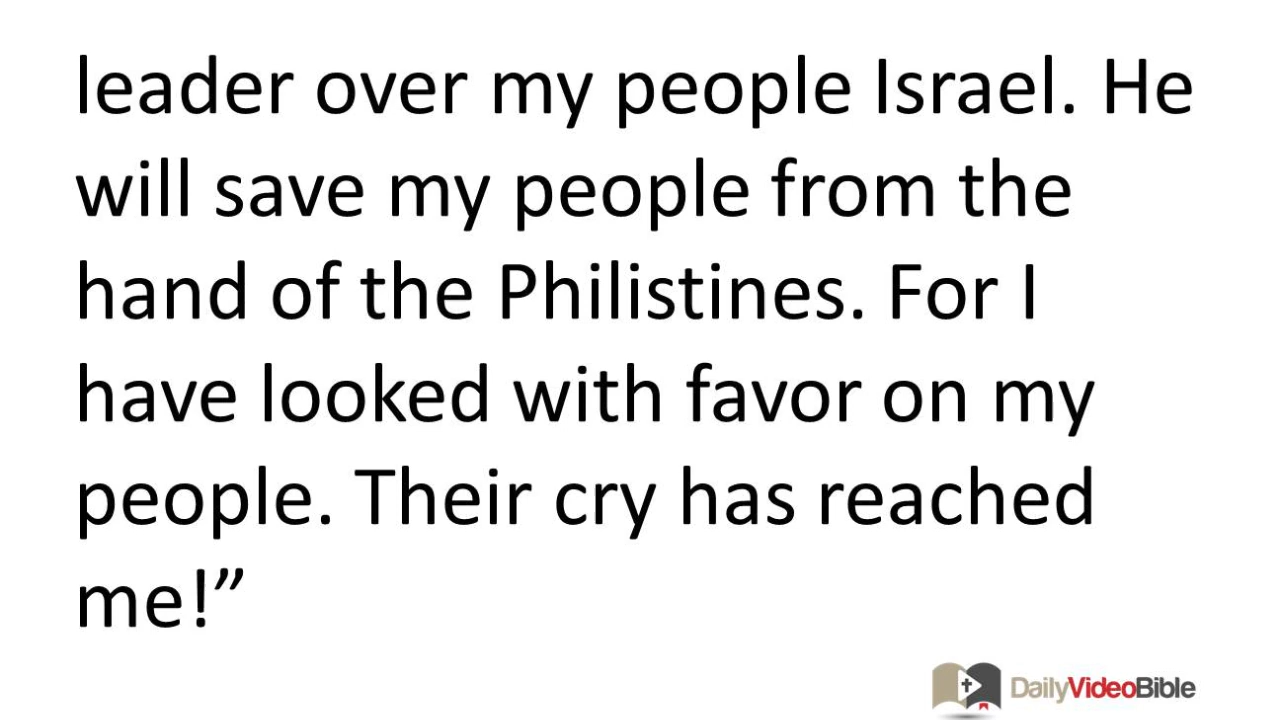 leader over my people Israel. He
will save my people from the
hand of the Philistines. For I
have looked with favor on my
people. Their cry has reached
me!”
DailyVideoBible